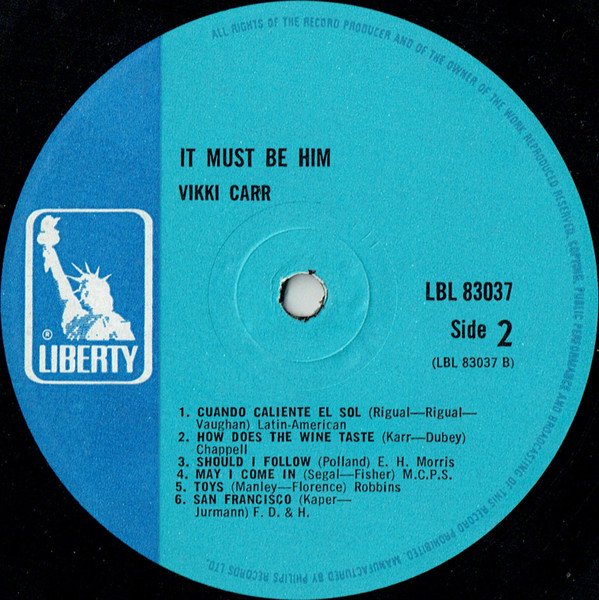 ALL RIGHTS OF THE RECORD PRODUCER AND OF THE OWNER OF THE WORK REPRODUCED RESERVED. COPYING, PUBLIC PERFORMANCE AND BROADCASTING OF THIS RECORD PROHIBITED. MANUFACTURED BY PHILIPS RECORDS LTD.
IT MUST BE HIM
VIKKI CARR
LBL 83037
Side 2
(LBL 83037 B)
® LIBERTY
1. CUANDO CALIENTE EL SOL (Rigual—Rigual—
Vaughan) Latin-American
2. HOW DOES THE WINE TASTE (Karr—Dubey)
Chappell
3. SHOULD I FOLLOW (Polland) E. H. Morris
4. MAY I COME IN (Segal—Fisher) M.C.P.S.
5. TOYS (Manley—Florence) Robbins
6. SAN FRANCISCO (Kaper—
Jurmann) F. D. & H.